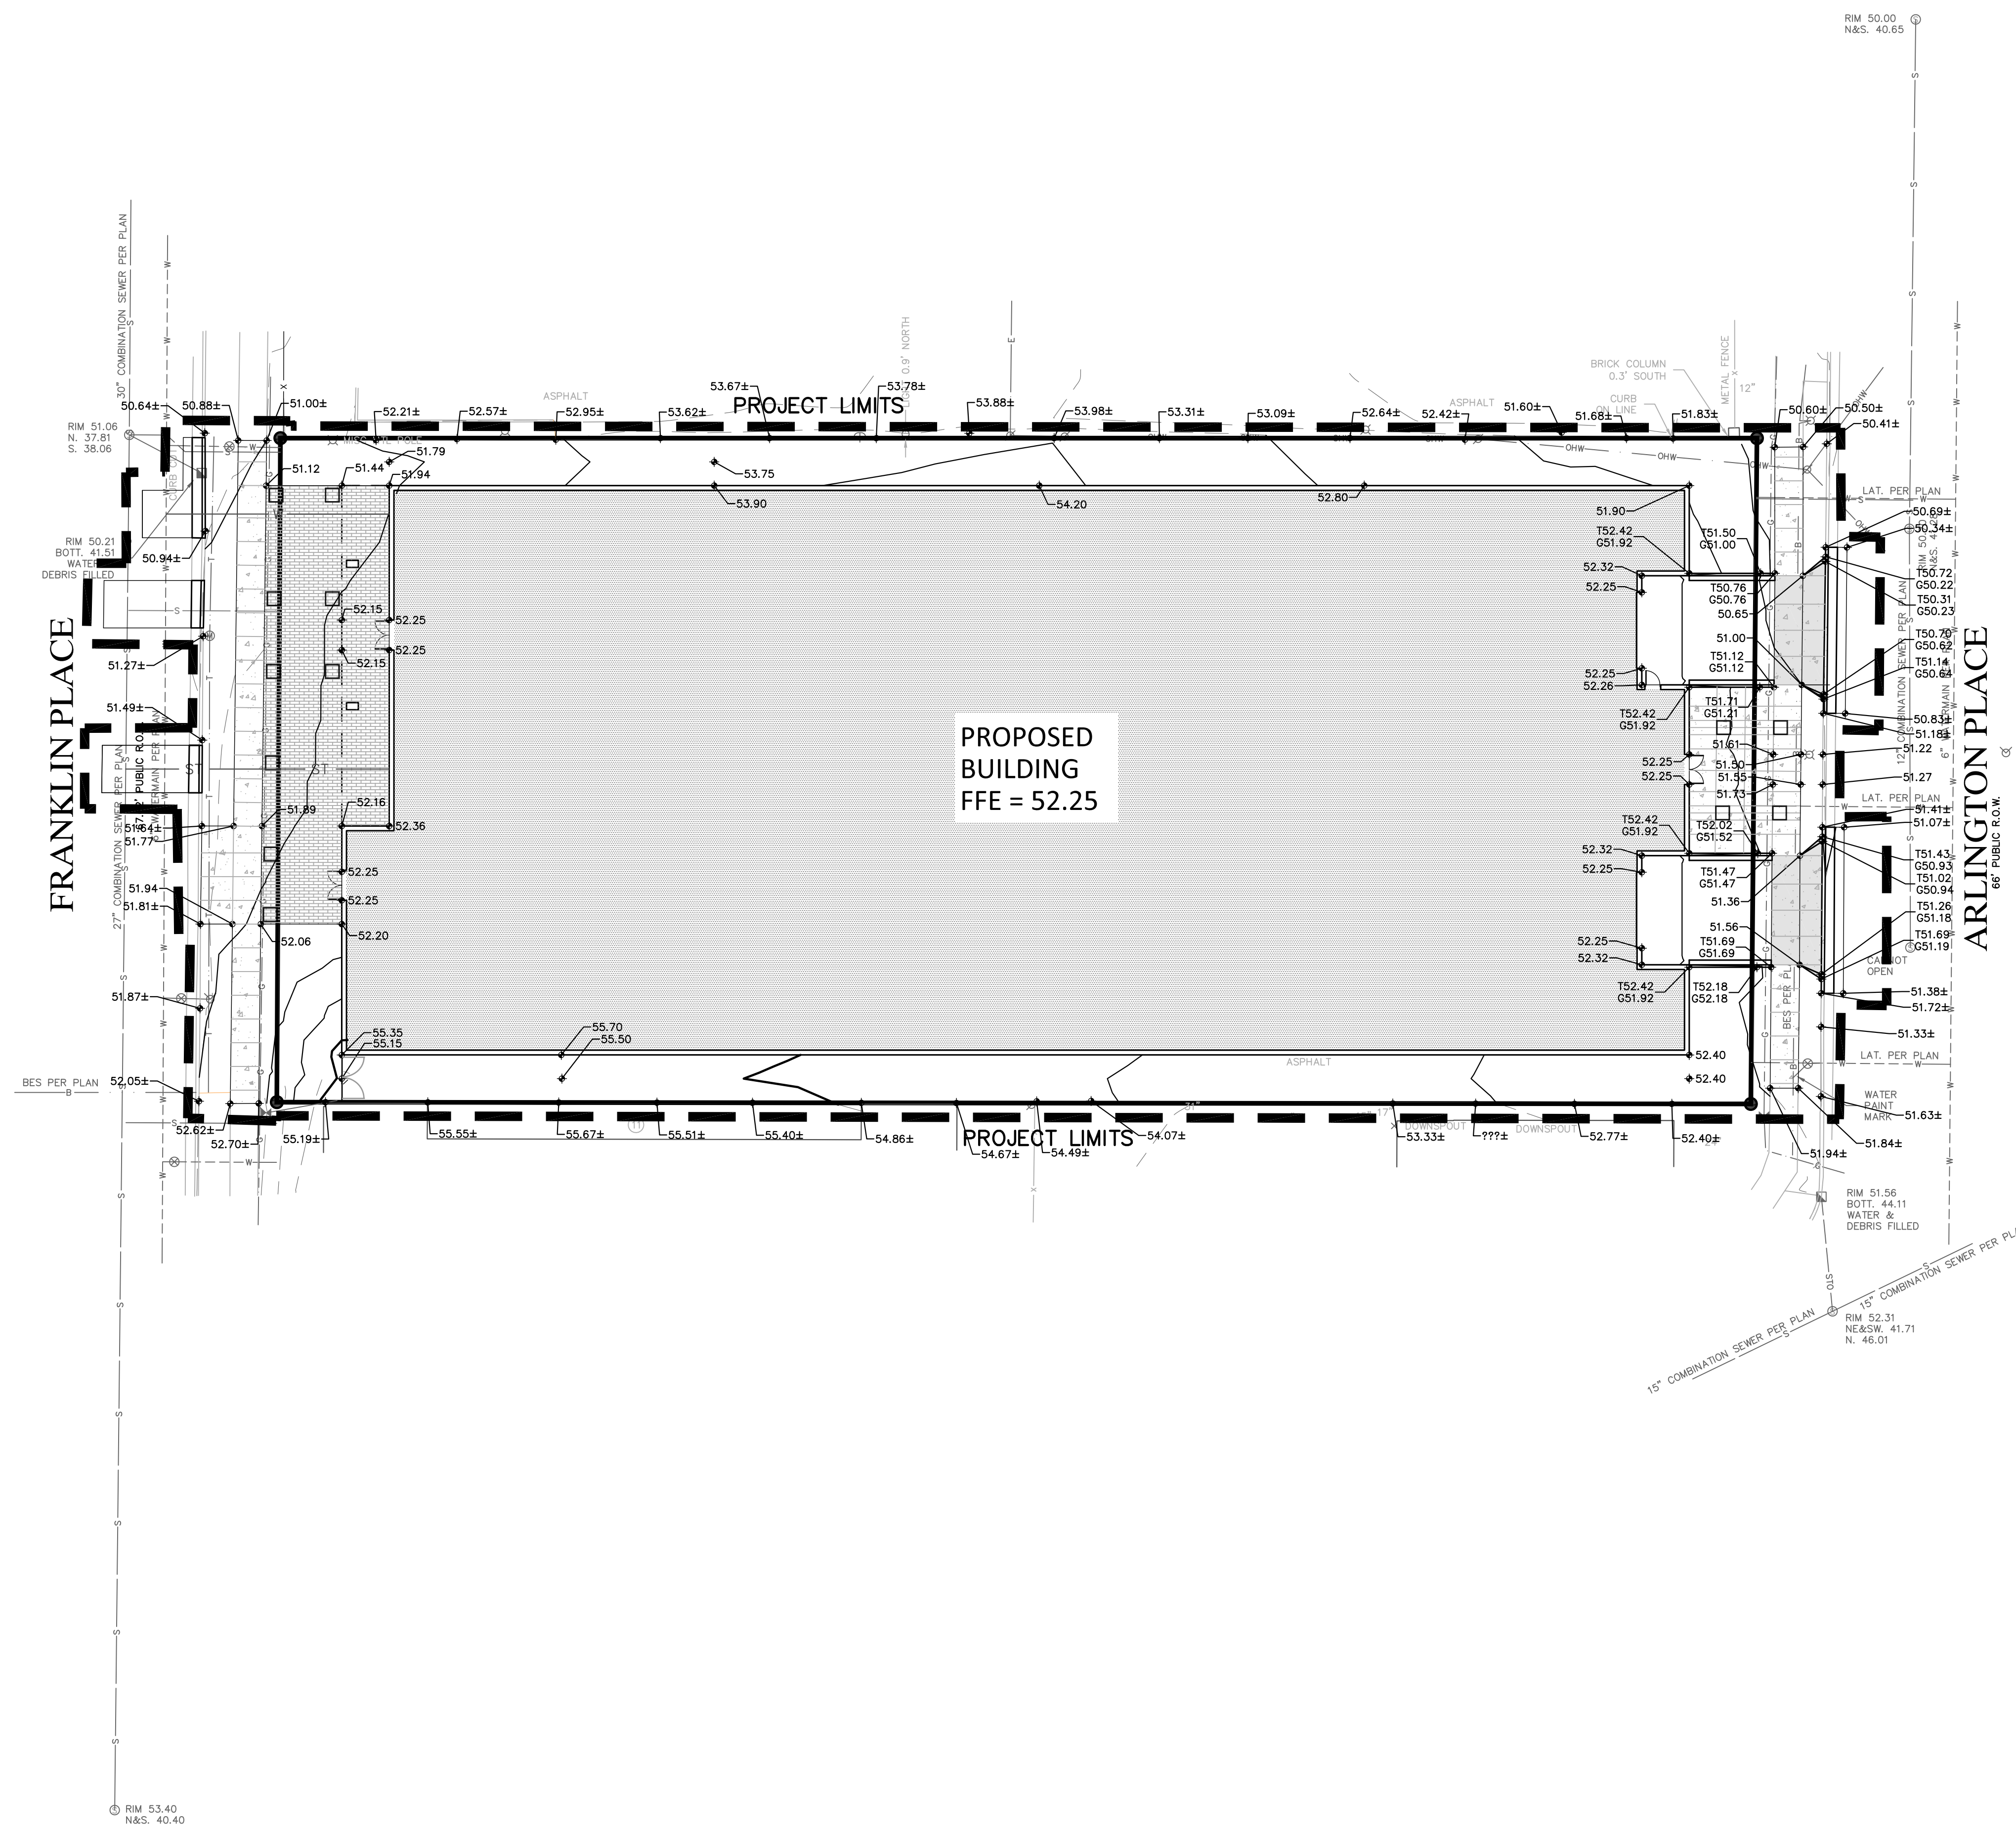 RIM 50.00
N&S. 40.65
30" COMBINATION SEWER PER PLAN
PROJECT LIMITS
ASPHALT
ASPHALT
BRICK COLUMN
0.3' SOUTH
METAL FENCE
12"
CURB
ON LINE
50.64±
50.88±
51.00±
52.21±
52.57±
52.95±
53.62±
53.67±
53.78±
53.88±
53.98±
53.31±
53.09±
52.64±
52.42±
51.60±
51.68±
51.83±
50.60±
50.50±
50.41±
RIM 51.06
N. 37.81
S. 38.06
RIM 50.21
BOTT. 41.51
DEBRIS FILLED
50.94±
51.12
51.44
51.79
51.94
53.75
53.90
54.20
52.80
51.90
LAT. PER PLAN
50.69±
50.34±
T52.42
G51.92
T51.50
G51.00
52.32
52.25
T50.76
G50.76
50.65
T50.72
G50.22
T50.31
G50.23
51.00
T51.12
G51.12
T50.70
G50.62
T51.14
G50.64
52.15
52.25
52.25
52.15
52.25
52.26
51.27±
51.49±
T52.42
G51.92
T51.71
G51.21
50.83±
51.18±
51.61
51.50
51.55
51.73
52.25
52.25
51.22
51.27
FRANKLIN PLACE
ARLINGTON PLACE
66' PUBLIC R.O.W.
PROPOSED
BUILDING
FFE = 52.25
12" COMBINATION SEWER PER PLAN
27" COMBINATION SEWER PER PLAN
LAT. PER PLAN
51.41±
51.07±
51.64±
51.77
51.89
52.16
52.36
T52.42
G51.92
T52.02
G51.52
52.32
52.25
T51.43
G50.93
T51.02
G50.94
T51.47
G51.47
51.36
T51.26
G51.18
51.94
51.81±
52.25
52.25
52.20
52.06
51.56
T51.69
G51.69
T51.69
G51.19
52.25
52.32
T52.42
G51.92
T52.18
G52.18
CANNOT
OPEN
51.87±
51.38±
51.72±
51.33±
55.35
55.15
55.70
55.50
ASPHALT
52.40
52.40
LAT. PER PLAN
BES PER PLAN
52.05±
52.62±
52.70±
55.19±
55.55±
55.67±
55.51±
55.40±
54.86±
54.67±
54.49±
54.07±
53.33±
???±
52.77±
52.40±
PROJECT LIMITS
DOWNSPOUT
DOWNSPOUT
WATER
PAINT
MARK
51.63±
51.84±
51.94±
RIM 51.56
BOTT. 44.11
WATER &
DEBRIS FILLED
15" COMBINATION SEWER PER PLAN
RIM 52.31
NE&SW. 41.71
N. 46.01
RIM 53.40
N&S. 40.40